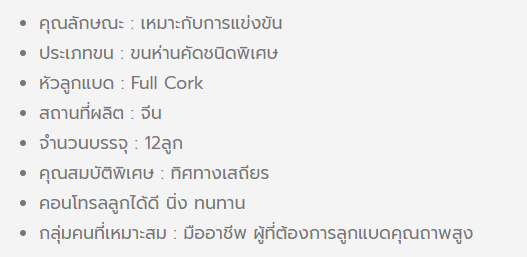 • คุณลักษณะ : เหมาะกับการแข่งขัน
• ประเภทขน : ขนห่านคัดชนิดพิเศษ
• หัวลูกแบด : Full Cork
• สถานที่ผลิต : จีน
• จำนวนบรรจุ : 12ลูก
• คุณสมบัติพิเศษ : ทิศทางเสถียร
• คอนโทรลลูกได้ดี นิ่ง ทนทาน
• กลุ่มคนที่เหมาะสม : มืออาชีพ ผู้ที่ต้องการลูกแบดคุณถาพสูง